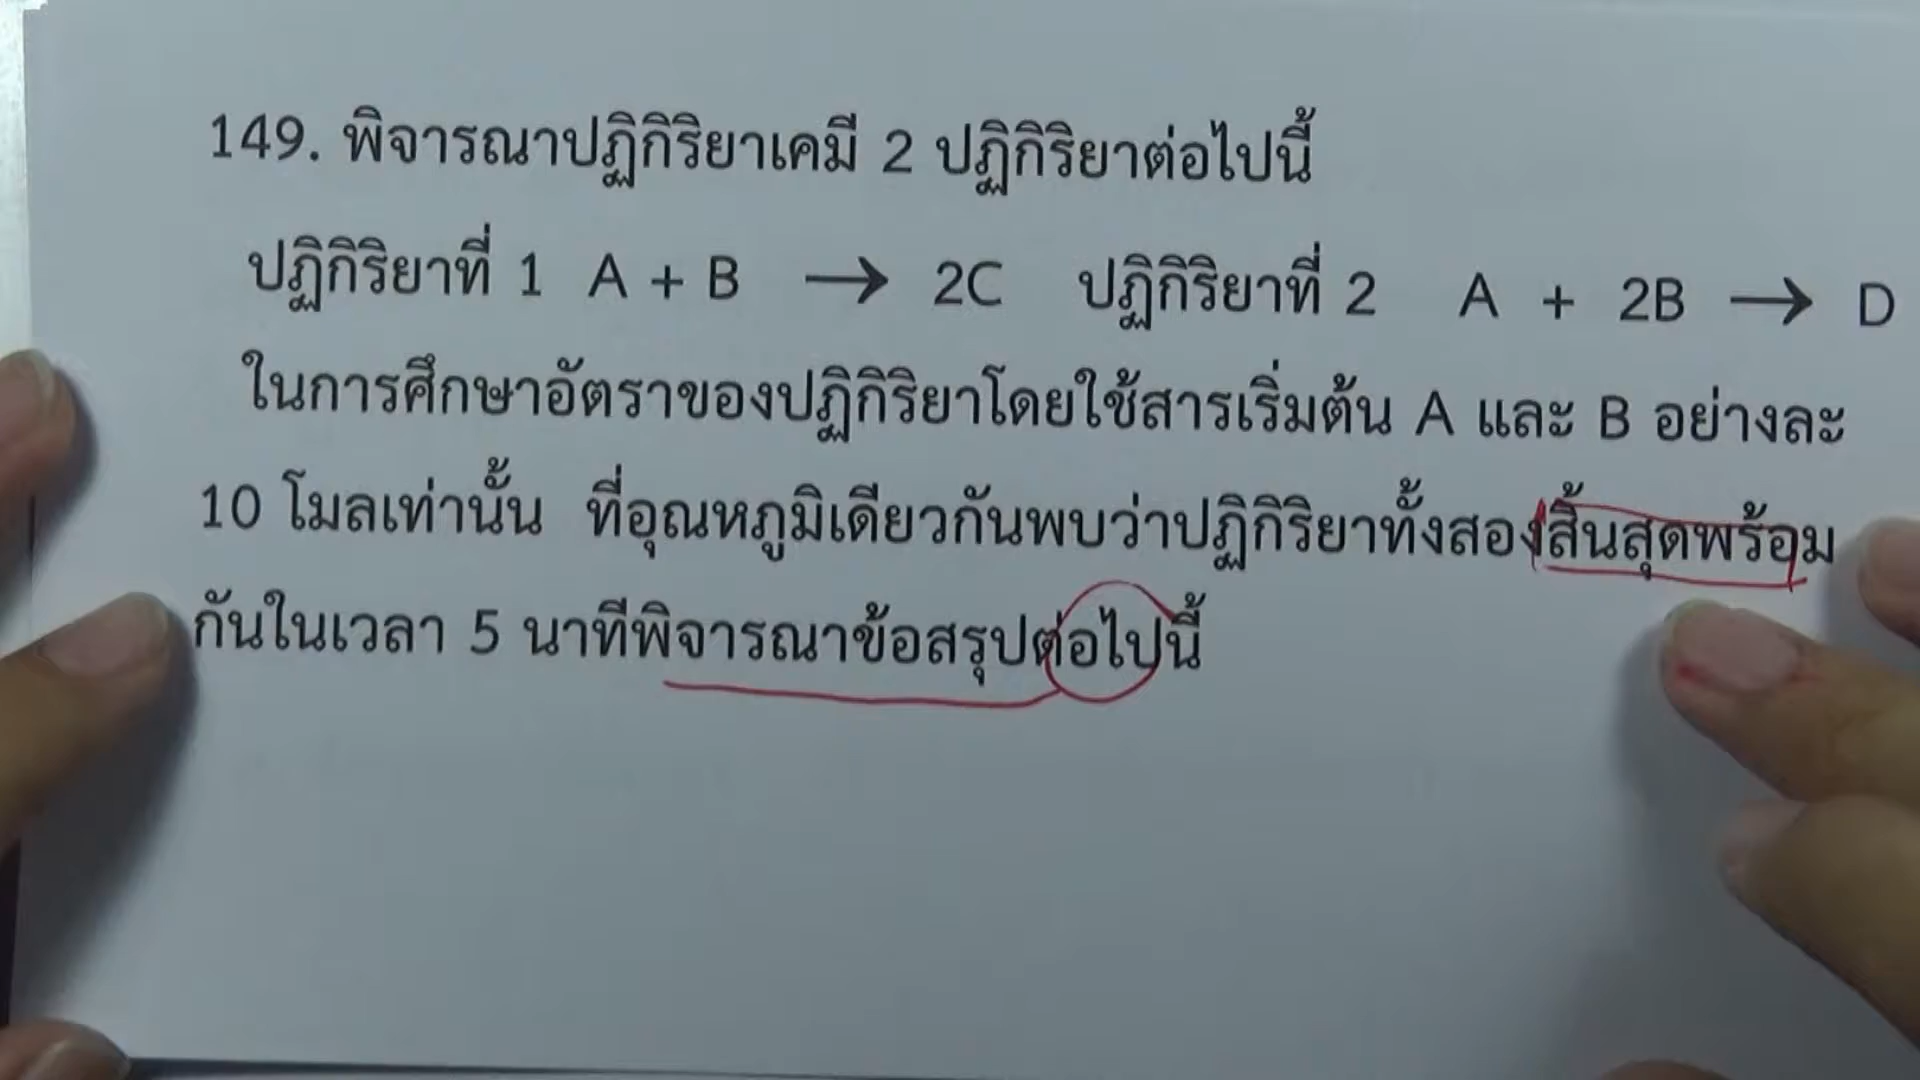 149. พิจารณาปฏิกิริยาเคมี 2 ปฏิกิริยาต่อไปนี้
ปฏิกิริยาที่ 1 A + B → 2C ปฏิกิริยาที่ 2 A + 2B → D
ในการศึกษาอัตราของปฏิกิริยาโดยใช้สารเริ่มต้น A และ B อย่างละ
10 โมลเท่านั้น ที่อุณหภูมิเดียวกันพบว่าปฏิกิริยาทั้งสองสิ้นสุดพร้อม
กันในเวลา 5 นาทีพิจารณาข้อสรุปต่อไปนี้